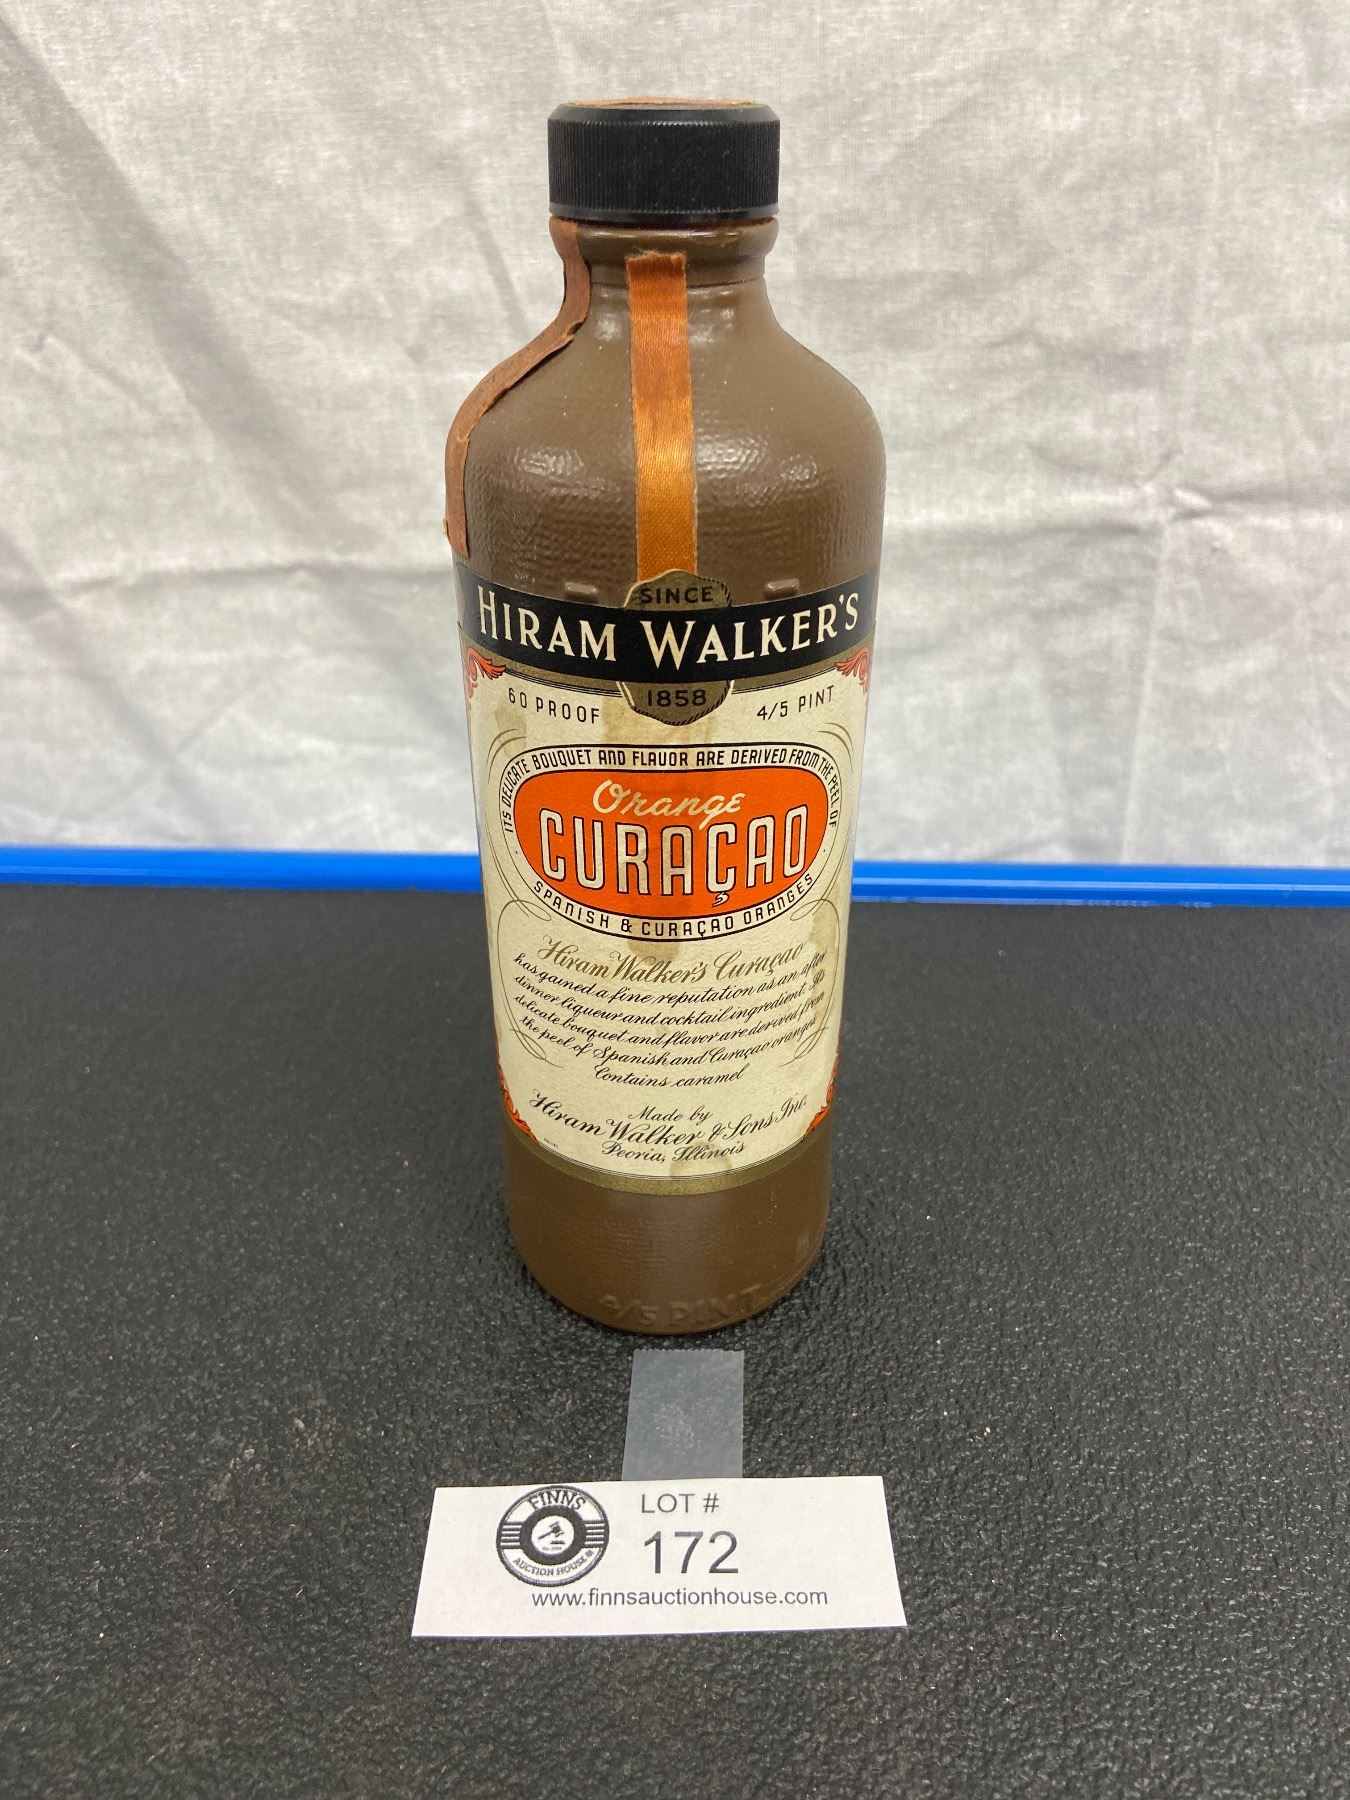 SINCE
HIRAM WALKER'S
1858
60 PROOF
4/5 PINT
ITS DELICATE BOUQUET AND FLAVOR ARE DERIVED FROM THE PEEL OF
Orange
CURAÇAO
SPANISH & CURAÇAO ORANGES
Hiram Walker's Curaçao
has gained a fine reputation as an after
dinner liqueur and cocktail ingredient. Its
delicate bouquet and flavor are derived from
the peel of Spanish and Curaçao oranges
Contains caramel
Made by
Hiram Walker & Sons Inc.
Peoria, Illinois
4/5 PINT
FINNS
AUCTION HOUSE
LOT #
172
www.finnsauctionhouse.com